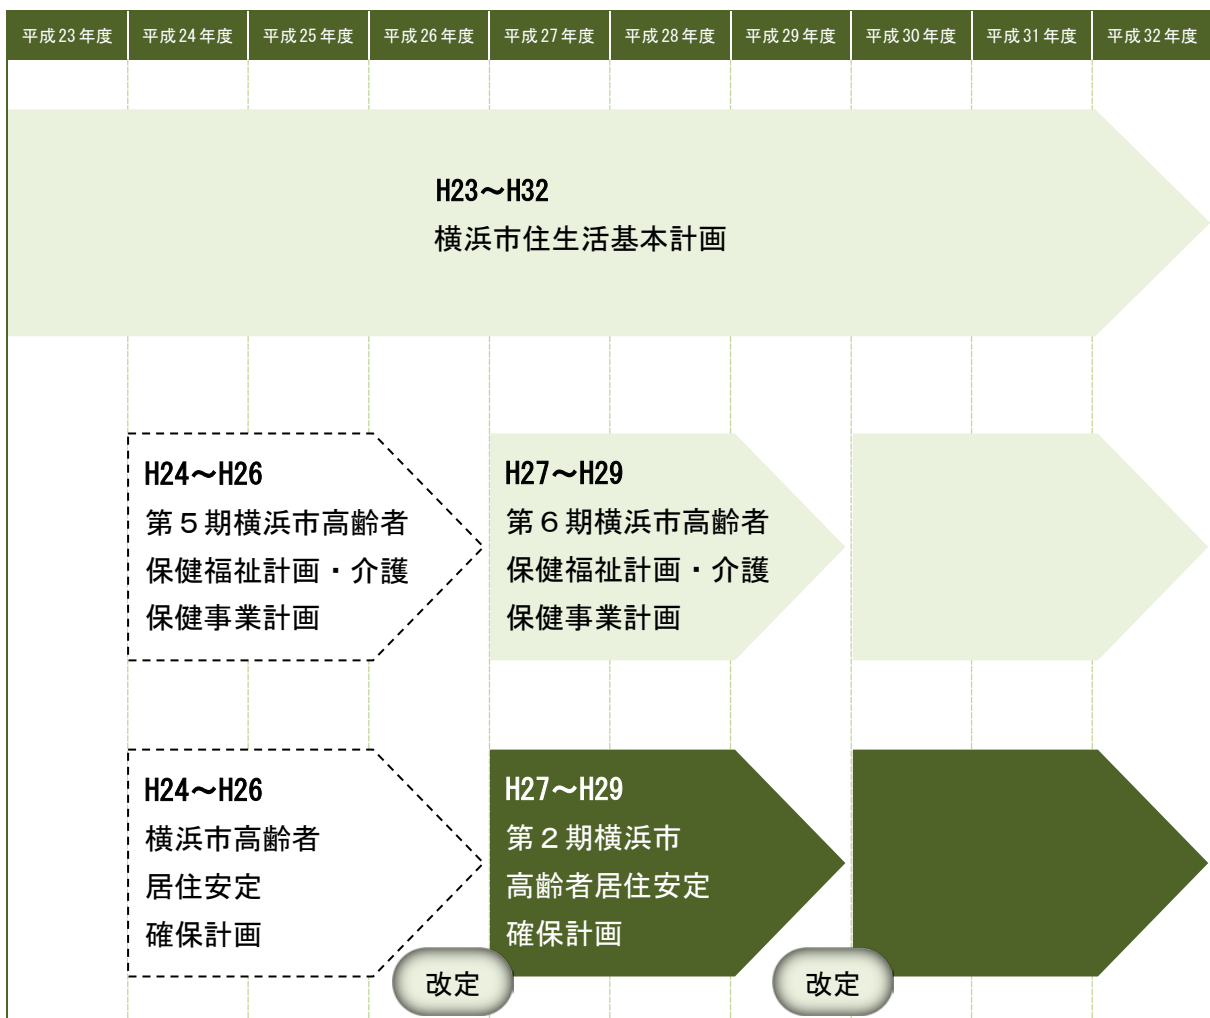 平成23年度 平成24年度 平成25年度 平成26年度 平成27年度 平成28年度 平成29年度 平成30年度 平成31年度 平成32年度
H23～H32
横浜市住生活基本計画
H24～H26
第５期横浜市高齢者
保健福祉計画・介護
保健事業計画
H27～H29
第６期横浜市高齢者
保健福祉計画・介護
保健事業計画
H24～H26
横浜市高齢者
居住安定
確保計画
H27～H29
第２期横浜市
高齢者居住安定
確保計画
改定
改定